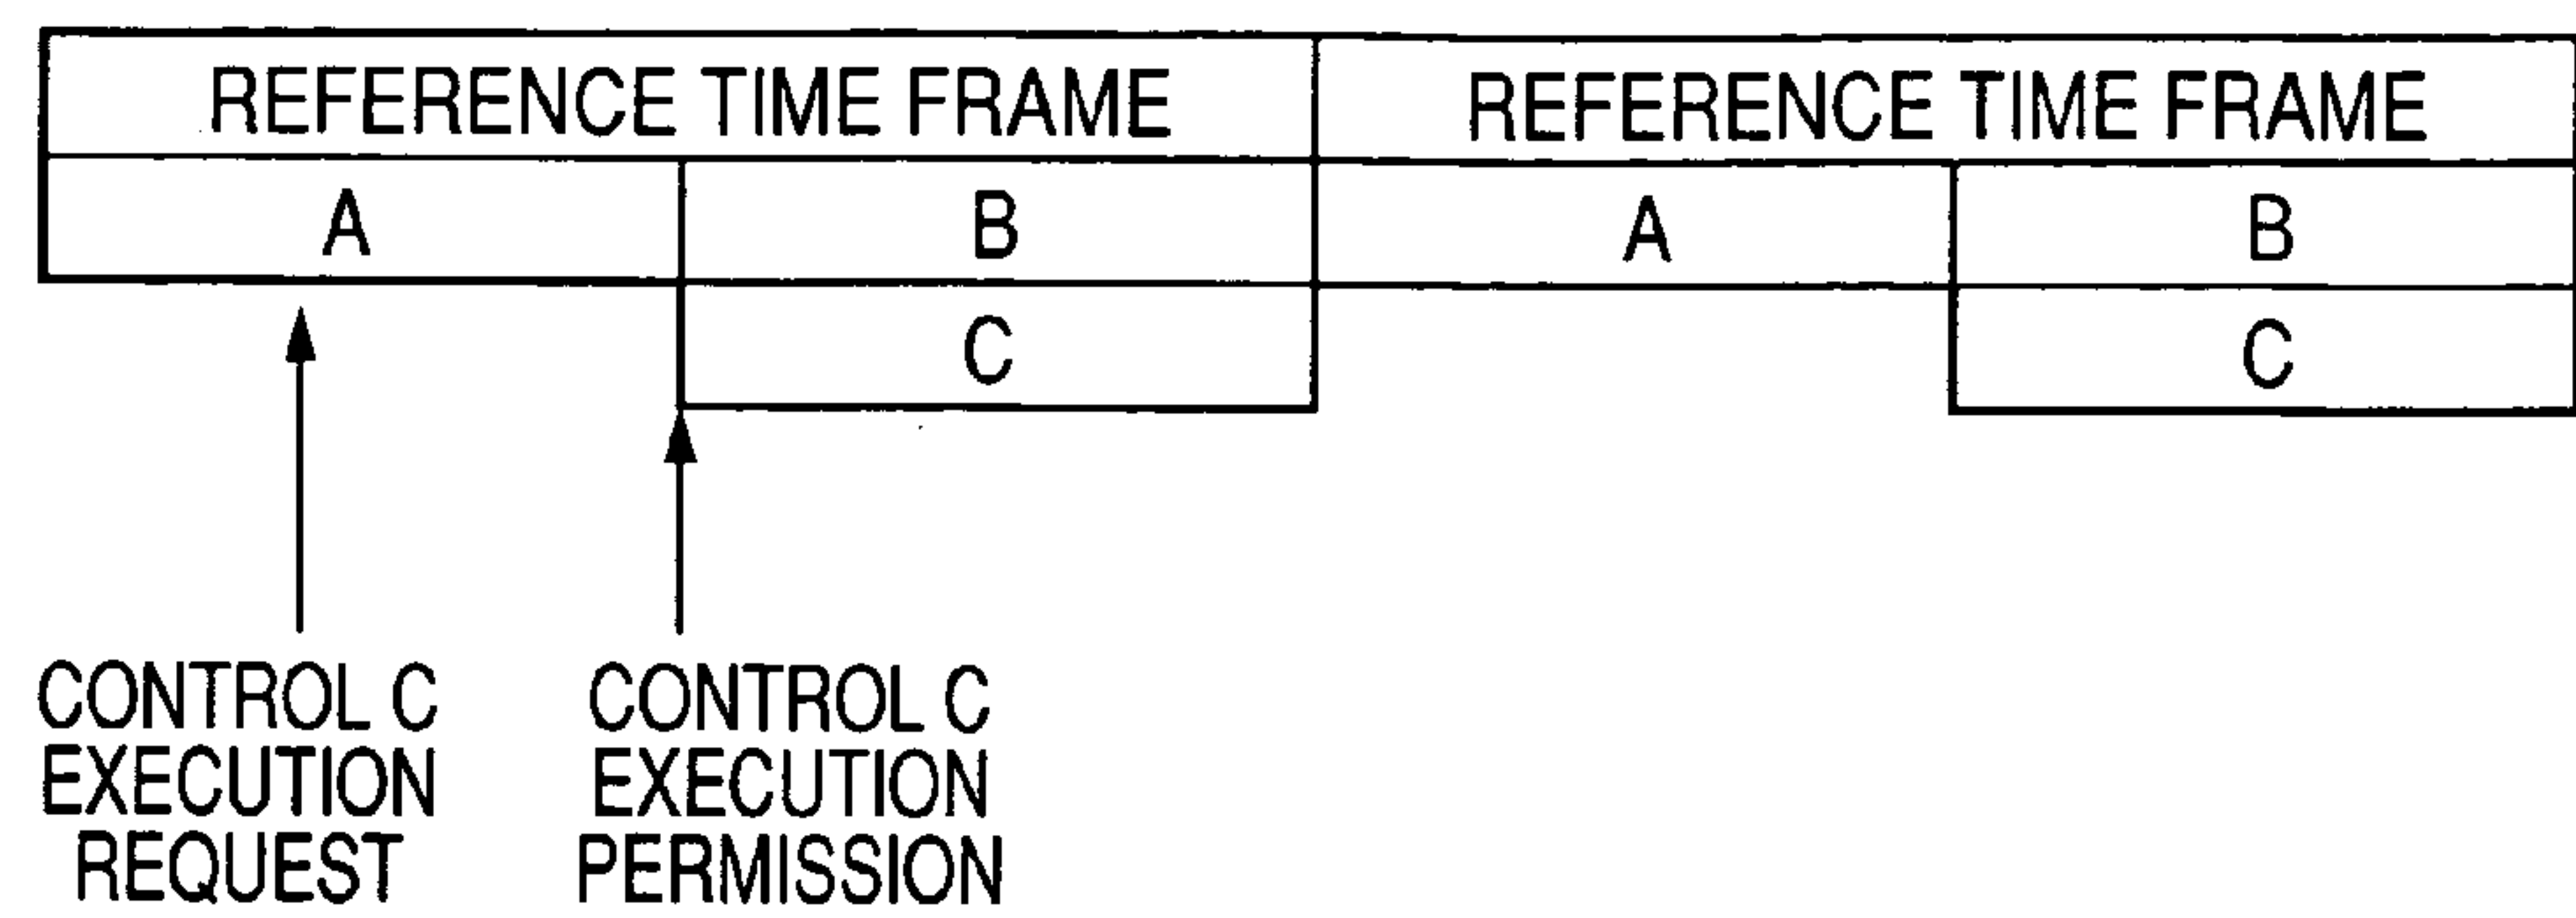 REFERENCE TIME FRAME REFERENCE TIME FRAME
A B A B
C C
CONTROL C
EXECUTION
REQUEST
CONTROL C
EXECUTION
PERMISSION